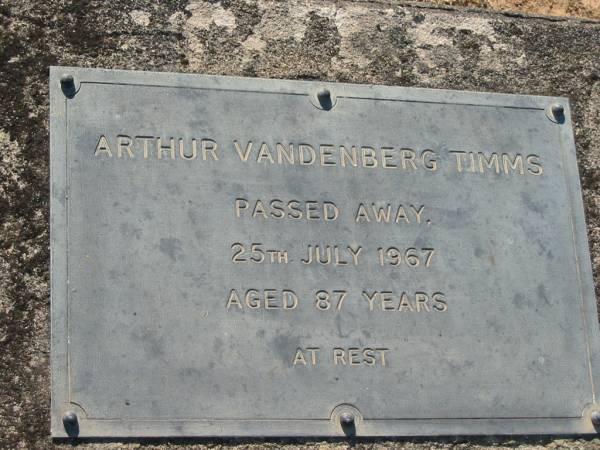 ARTHUR VANDENBERG TIMMS
PASSED AWAY.
25TH JULY 1967
AGED 87 YEARS
AT REST